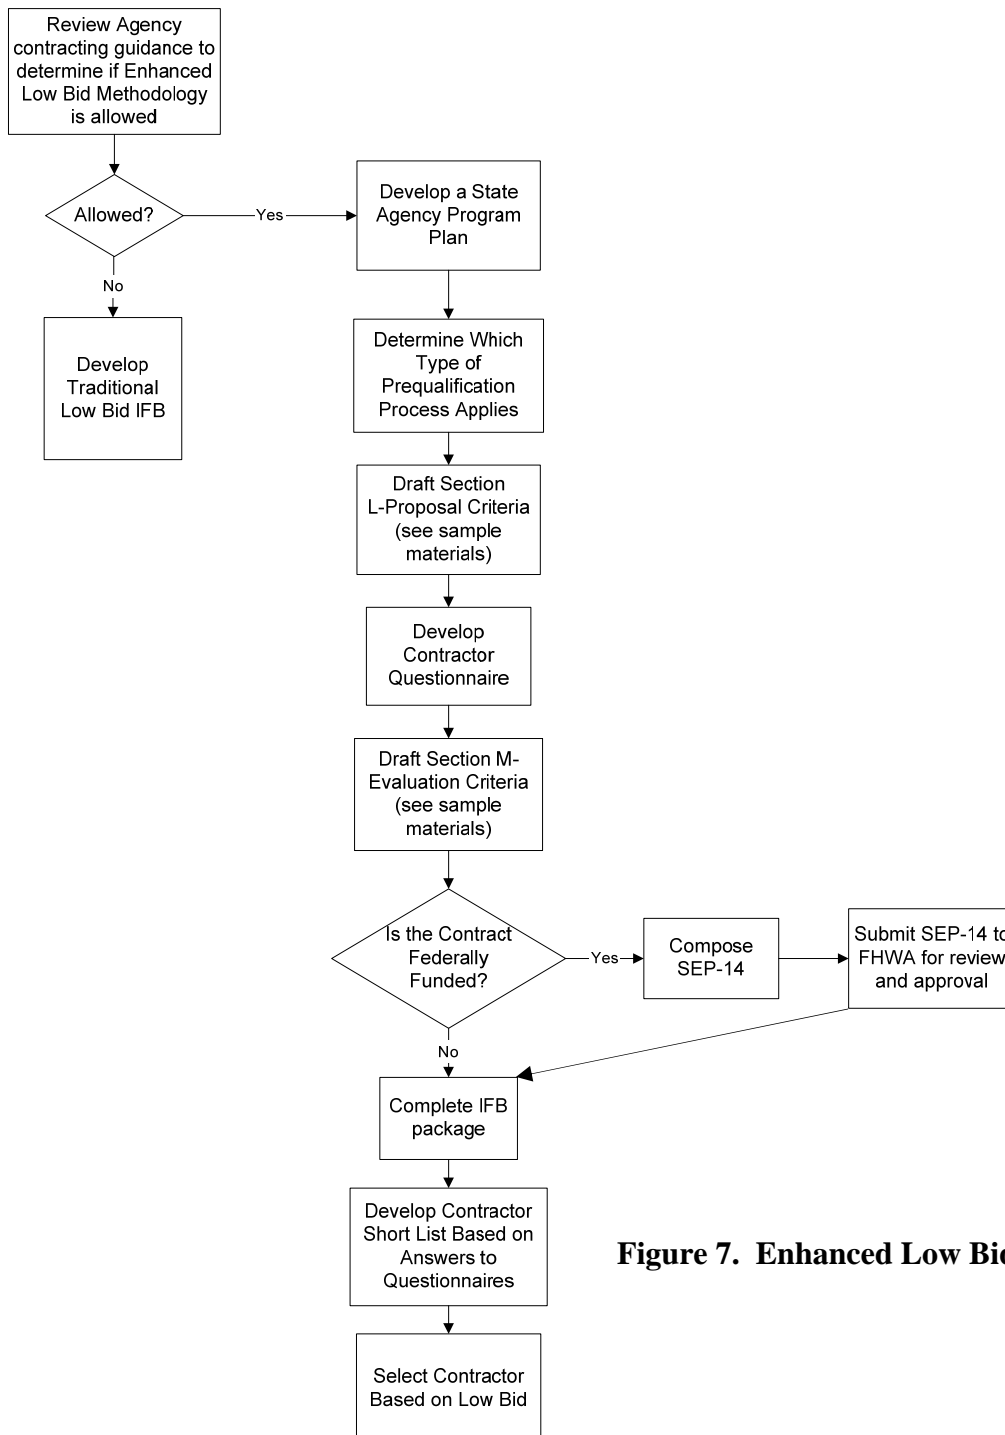 Review Agency
contracting guidance to
determine if Enhanced
Low Bid Methodology
is allowed
Allowed?
Yes
No
Develop
Traditional
Low Bid IFB
Develop a State
Agency Program
Plan
Determine Which
Type of
Prequalification
Process Applies
Draft Section
L-Proposal Criteria
(see sample
materials)
Develop
Contractor
Questionnaire
Draft Section M-
Evaluation Criteria
(see sample
materials)
Is the Contract
Federally
Funded?
Yes
No
Compose
SEP-14
Submit SEP-14 to
FHWA for review
and approval
Complete IFB
package
Develop Contractor
Short List Based on
Answers to
Questionnaires
Select Contractor
Based on Low Bid
Figure 7. Enhanced Low Bid